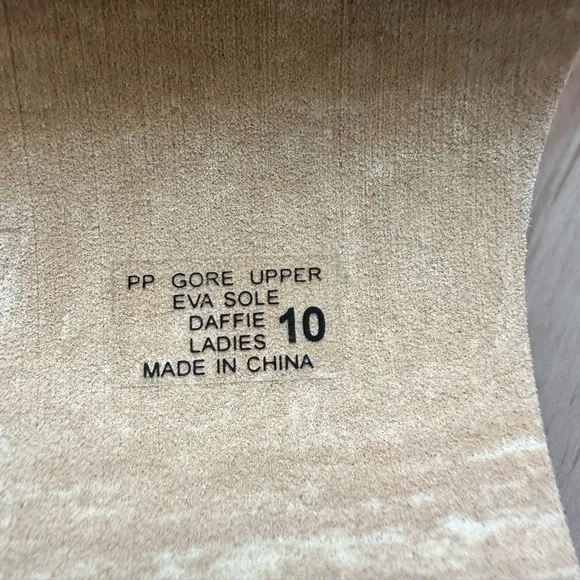 PP GORE UPPER
EVA SOLE
DAFFIE 10
LADIES
MADE IN CHINA